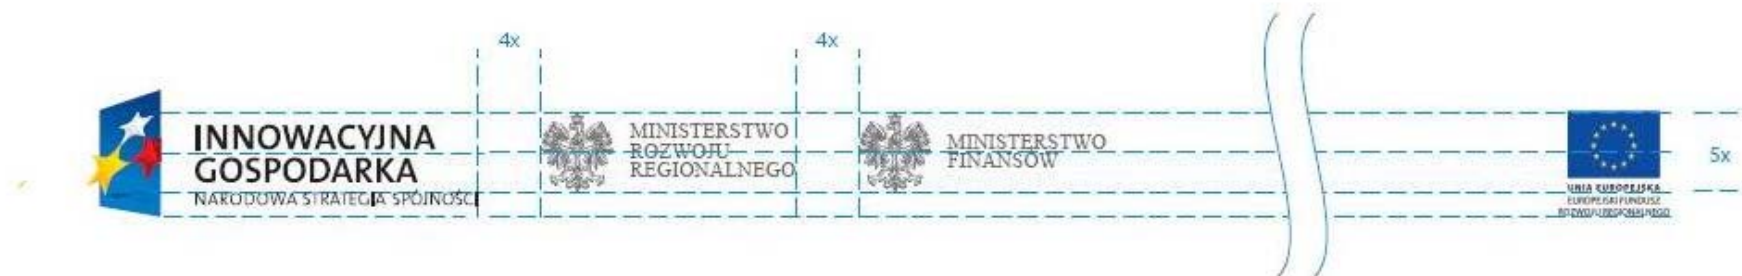 4x
4x
INNOWACYJNA
GOSPODARKA
NARODOWA STRATEGIA SPÓJNOŚCI
MINISTERSTWO
ROZWOJU
REGIONALNEGO
MINISTERSTWO
FINANSÓW
UNIA EUROPEJSKA
EUROPEJSKI FUNDUSZ
ROZWOJU REGIONALNEGO
5x